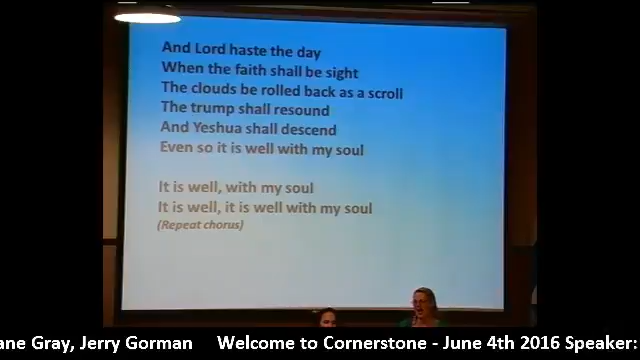 And Lord haste the day
When the faith shall be sight
The clouds be rolled back as a scroll
The trump shall resound
And Yeshua shall descend
Even so it is well with my soul
It is well, with my soul
It is well, it is well with my soul
(Repeat chorus)
ane Gray, Jerry Gorman Welcome to Cornerstone - June 4th 2016 Speaker: